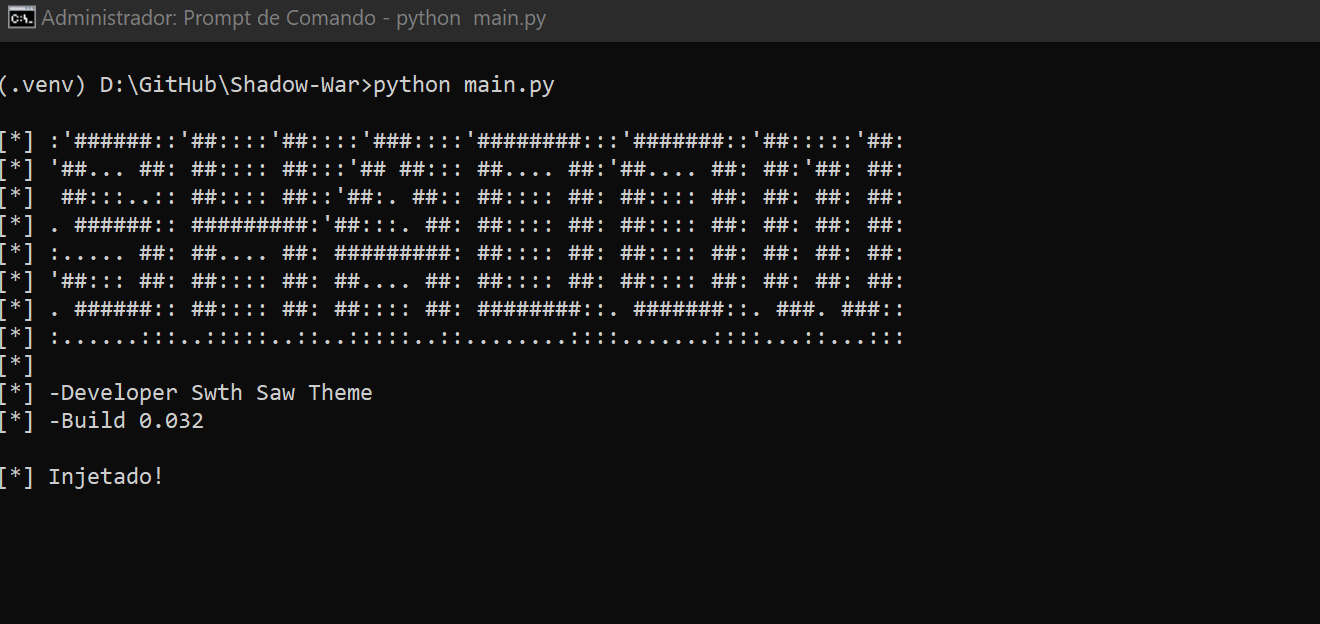 Administrador: Prompt de Comando - python  main.py
(.venv) D:\GitHub\Shadow-War>python main.py
[*] :'######::'##::::'##::::'###::::'########:::'#######::'##:::::'##:
[*] '##... ##: ##:::: ##:::'## ##::: ##.... ##:'##.... ##: ##:'##: ##:
[*]  ##:::..:: ##:::: ##::'##:. ##:: ##:::: ##: ##:::: ##: ##: ##: ##:
[*] . ######:: #########:'##:::. ##: ##:::: ##: ##:::: ##: ##: ##: ##:
[*] :..... ##: ##.... ##: #########: ##:::: ##: ##:::: ##: ##: ##: ##:
[*] '##::: ##: ##:::: ##: ##.... ##: ##:::: ##: ##:::: ##: ##: ##: ##:
[*] . ######:: ##:::: ##: ##:::: ##: ########::. #######::. ###. ###::
[*] :......:::..:::::..::..:::::..::........::::.......::::...::...:::
[*]
[*] -Developer Swth Saw Theme
[*] -Build 0.032
[*] Injetado!